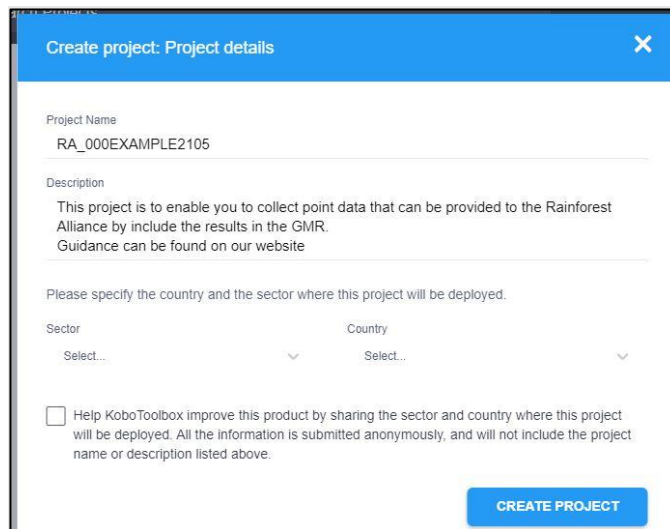 Projects
Create project: Project details
Project Name
RA_000EXAMPLE2105
Description
This project is to enable you to collect point data that can be provided to the Rainforest
Alliance by include the results in the GMR.
Guidance can be found on our website
Please specify the country and the sector where this project will be deployed.
Sector Country
Select... Select...
Help KoboToolbox improve this product by sharing the sector and country where this project
will be deployed. All the information is submitted anonymously, and will not include the project
name or description listed above.
CREATE PROJECT